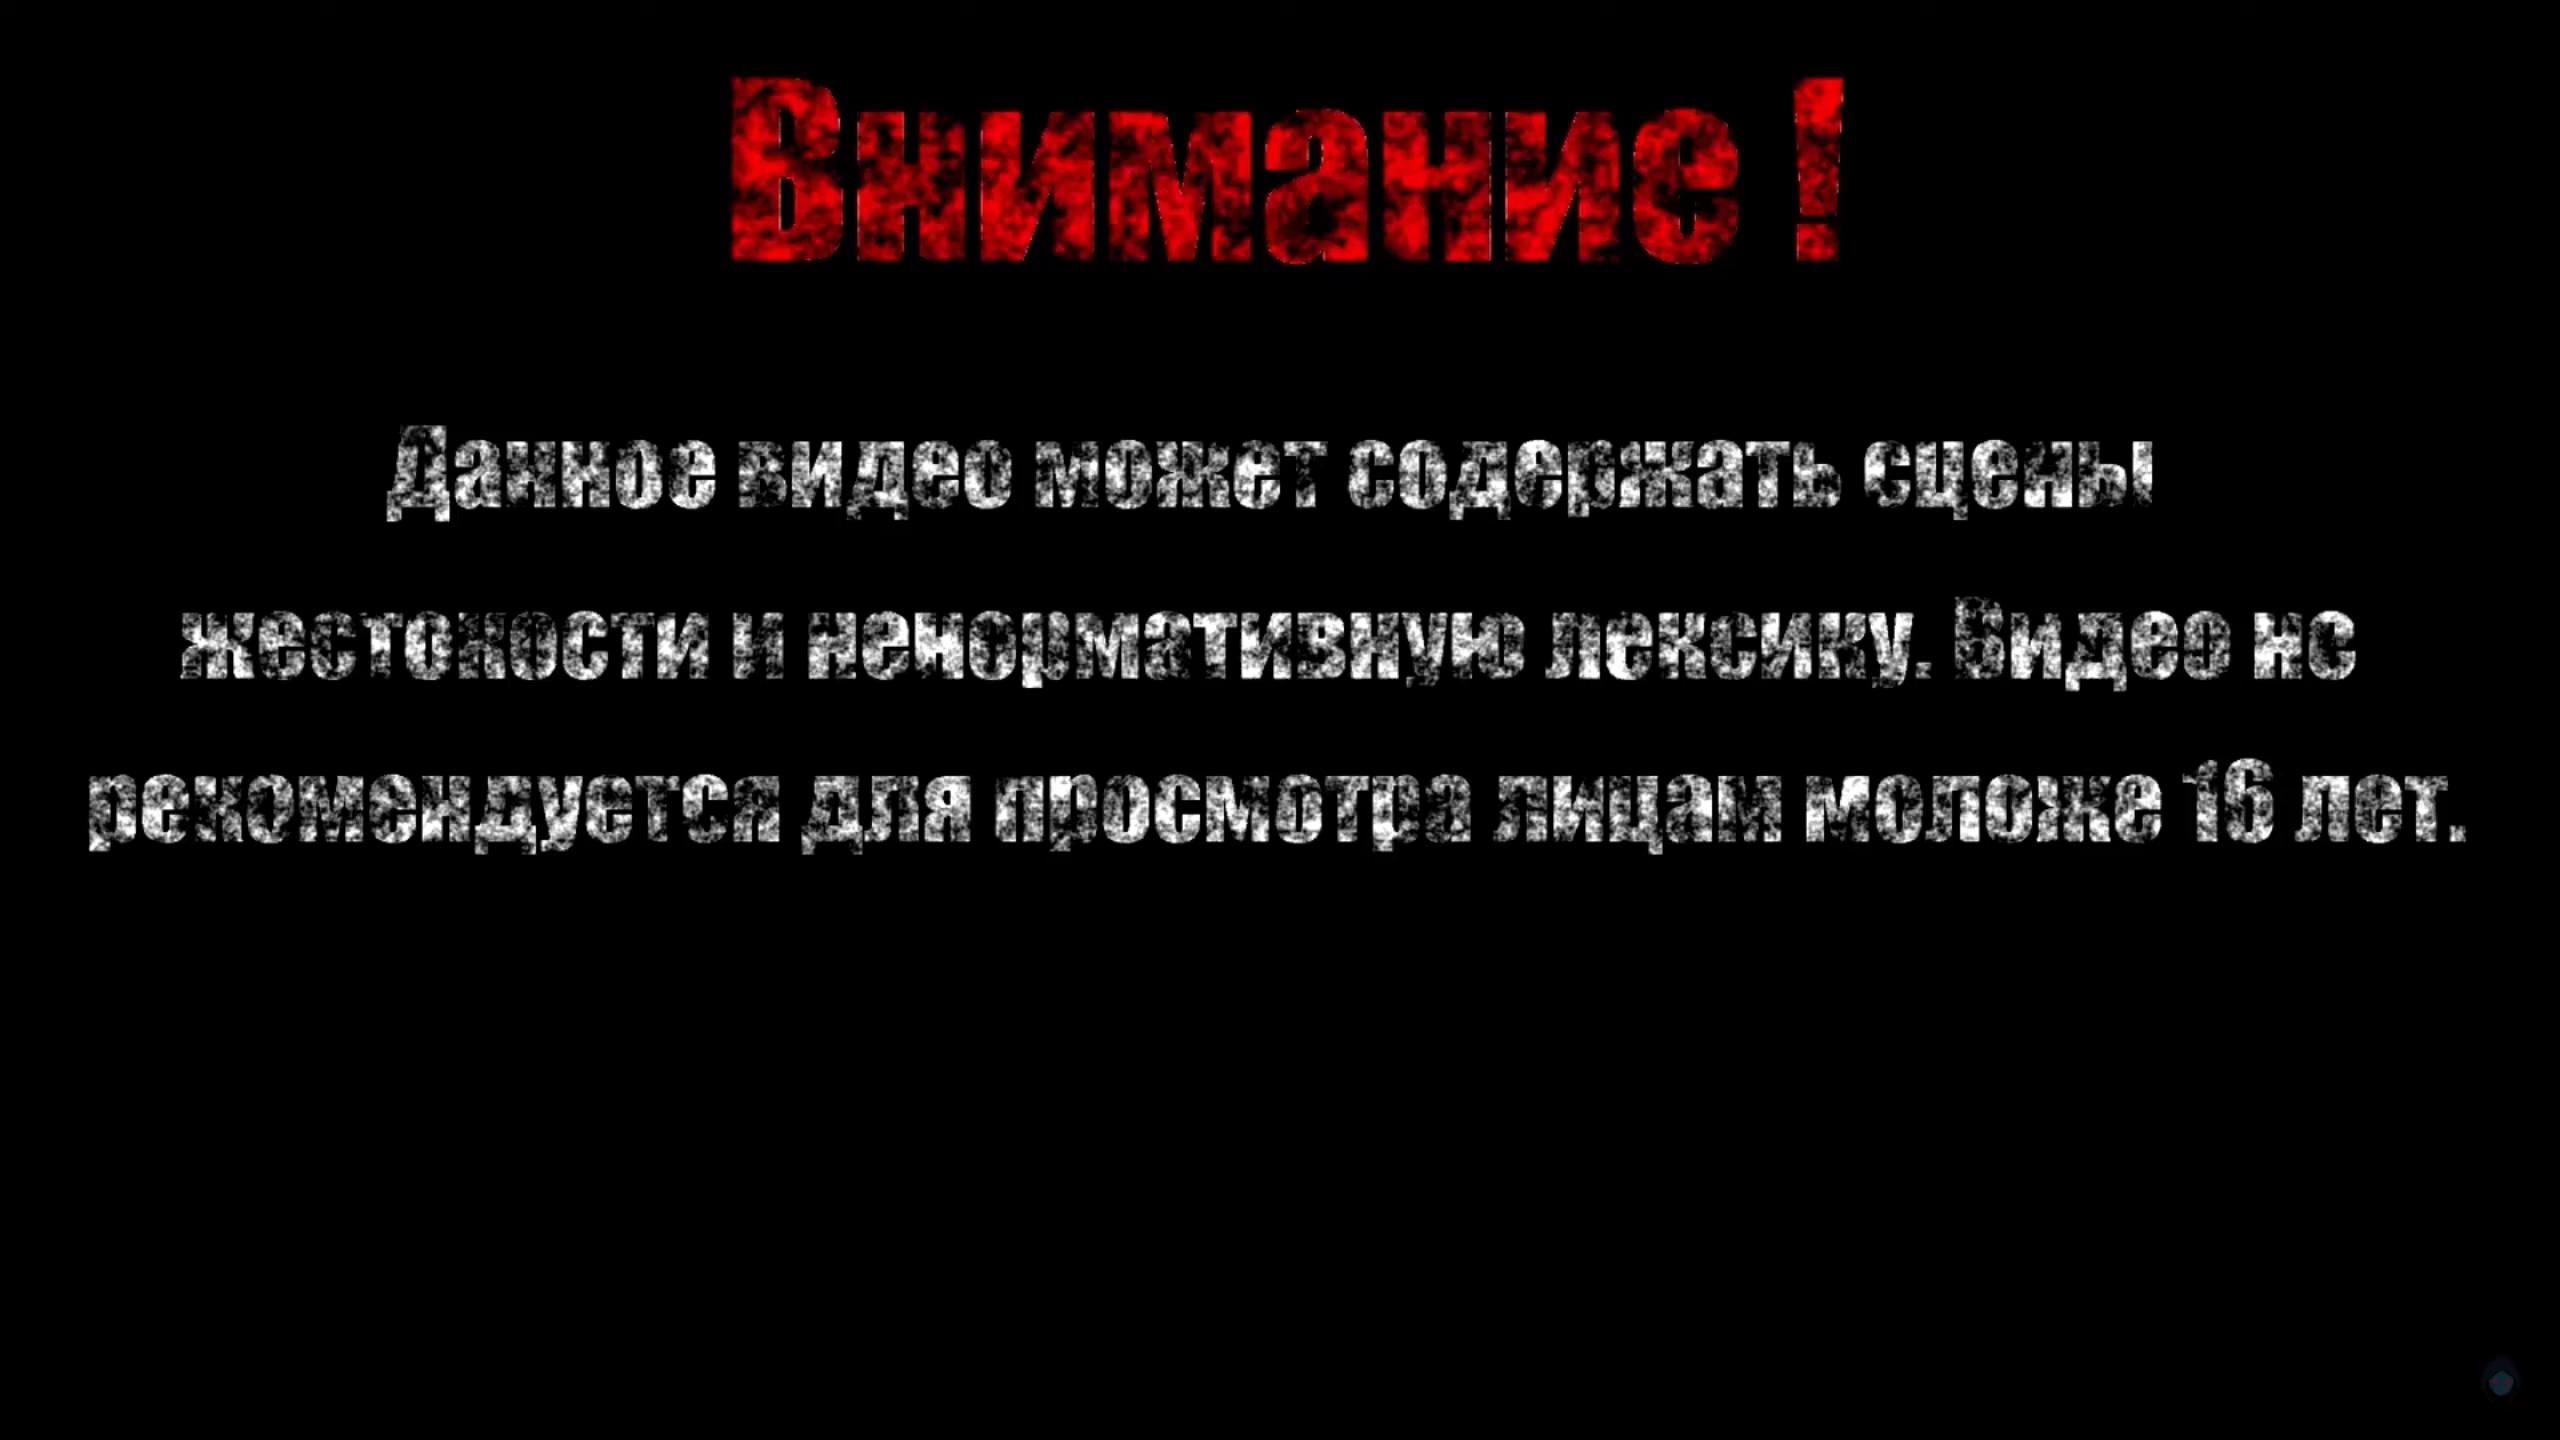 Внимание !
Данное видео может содержать сцены
жестокости и ненормативную лексику. Видео не
рекомендуется для просмотра лицам моложе 16 лет.